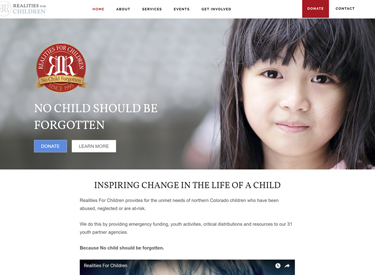 REALITIES FOR
CHILDREN
HOME ABOUT SERVICES EVENTS GET INVOLVED DONATE CONTACT
REALITIES FOR CHILDREN
No Child Forgotten
SINCE 1995
NO CHILD SHOULD BE
FORGOTTEN
DONATE LEARN MORE
INSPIRING CHANGE IN THE LIFE OF A CHILD
Realities For Children provides for the unmet needs of northern Colorado children who have been
abused, neglected or are at-risk.
We do this by providing emergency funding, youth activities, critical distributions and resources to our 31
youth partner agencies.
Because No child should be forgotten.
Realities For Children